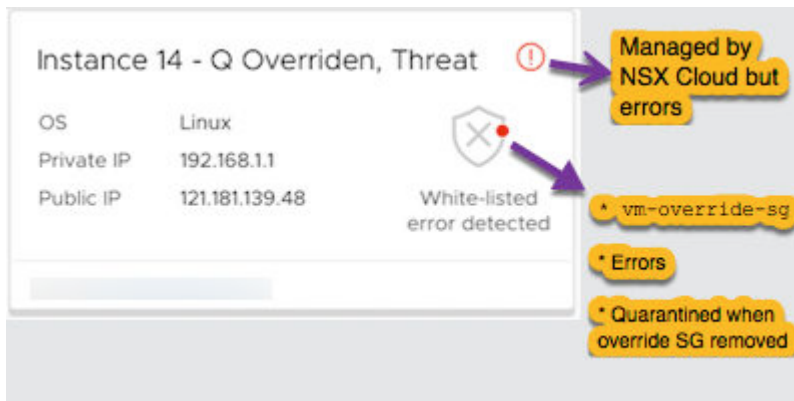 Instance 14 - Q Overriden, Threat
Managed by
NSX Cloud but
errors
OS Linux
Private IP 192.168.1.1
Public IP 121.181.139.48
White-listed
error detected
* vm-override-sg
* Errors
* Quarantined when
override SG removed